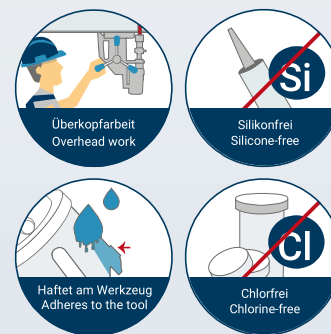 Überkopfarbeit
Overhead work
Si
Silikonfrei
Silicone-free
Haftet am Werkzeug
Adheres to the tool
Cl
Chlorfrei
Chlorine-free